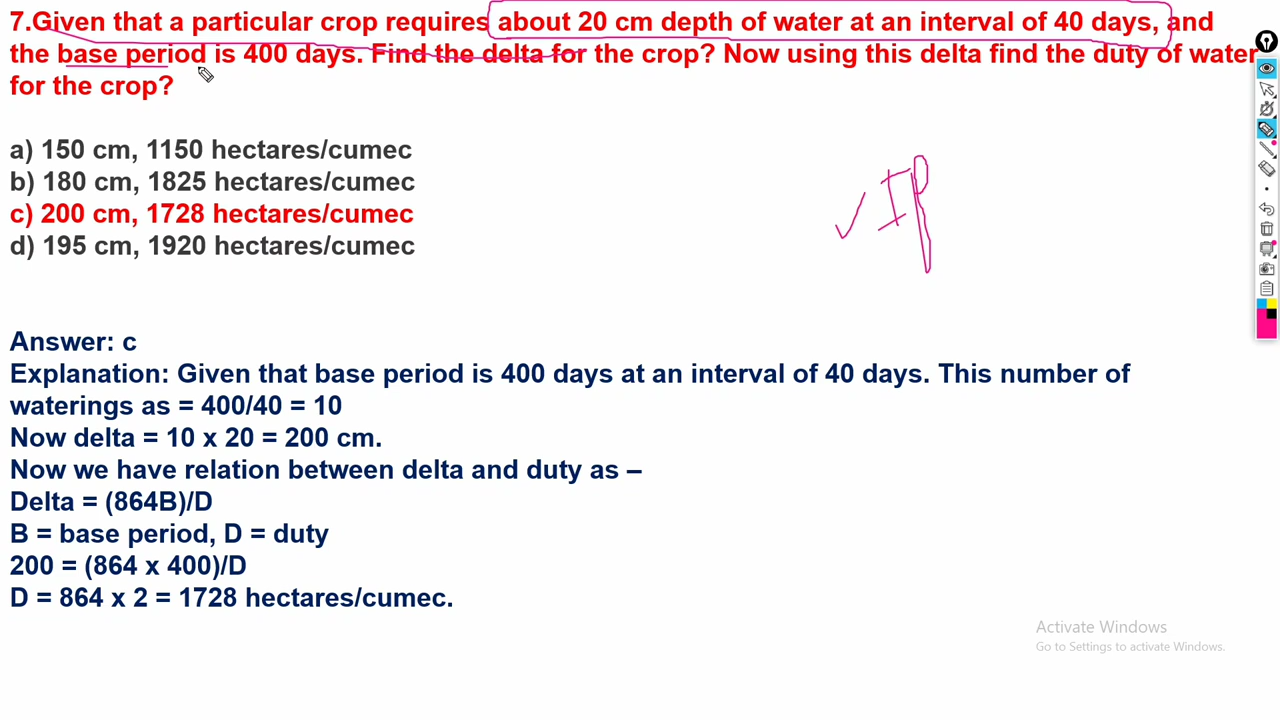 7.Given that a particular crop requires about 20 cm depth of water at an interval of 40 days, and
the base period is 400 days. Find the delta for the crop? Now using this delta find the duty of water
for the crop?
a) 150 cm, 1150 hectares/cumec
b) 180 cm, 1825 hectares/cumec
c) 200 cm, 1728 hectares/cumec
d) 195 cm, 1920 hectares/cumec
IP
Answer: c
Explanation: Given that base period is 400 days at an interval of 40 days. This number of
waterings as = 400/40 = 10
Now delta = 10 x 20 = 200 cm.
Now we have relation between delta and duty as –
Delta = (864B)/D
B = base period, D = duty
200 = (864 x 400)/D
D = 864 x 2 = 1728 hectares/cumec.
Activate Windows
Go to Settings to activate Windows.